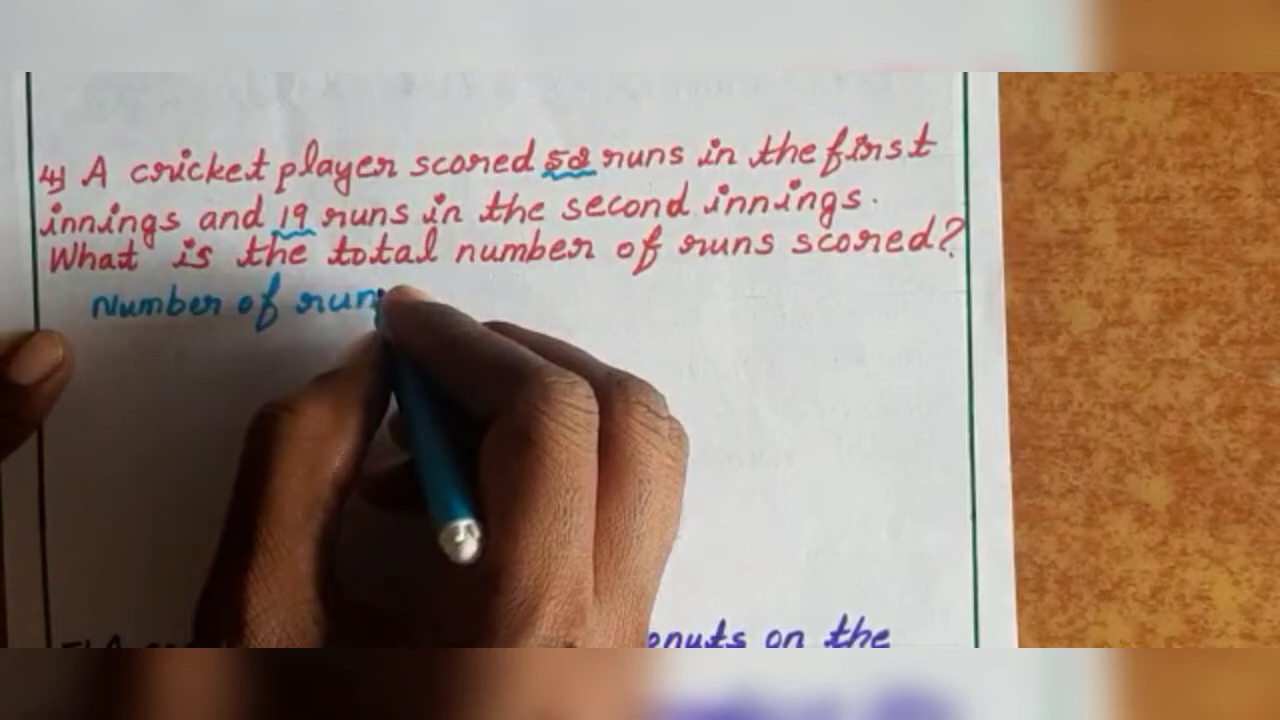 4) A cricket player scored 52 runs in the first
innings and 19 runs in the second innings.
What is the total number of runs scored?
Number of run
on the